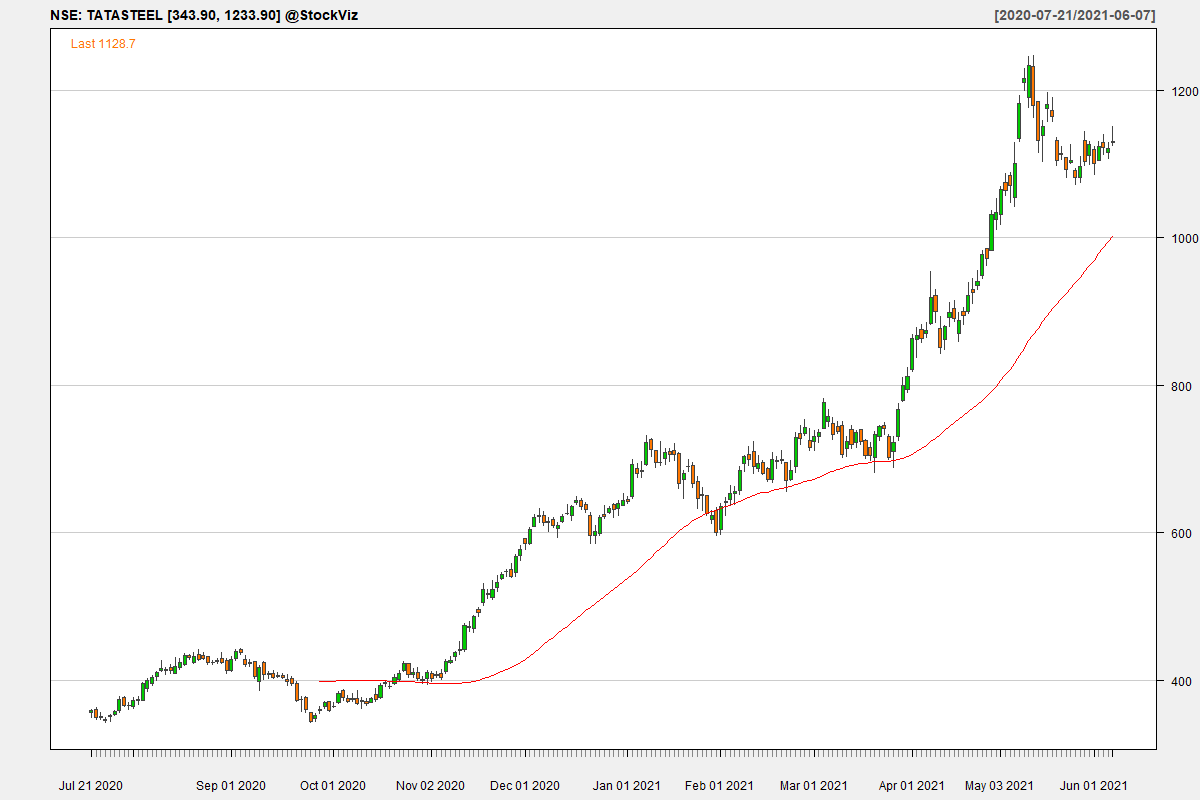 NSE: TATASTEEL [343.90, 1233.90] @StockViz [2020-07-21/2021-06-07]
Last 1128.7
1200
1000
800
600
400
Jul 21 2020 Sep 01 2020 Oct 01 2020 Nov 02 2020 Dec 01 2020 Jan 01 2021 Feb 01 2021 Mar 01 2021 Apr 01 2021 May 03 2021 Jun 01 2021